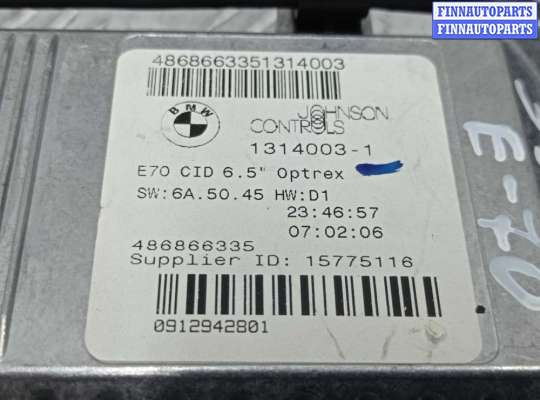 FINNAUTOPARTS
FINNAUTOPARTS
4868663351314003
BMW
JOHNSON
CONTROLS
1314003-1
E70 CID 6.5" Optrex
SW:6A.50.45 HW:D1
23:46:57
07:02:06
486866335
Supplier ID: 15775116
0912942801
E-70